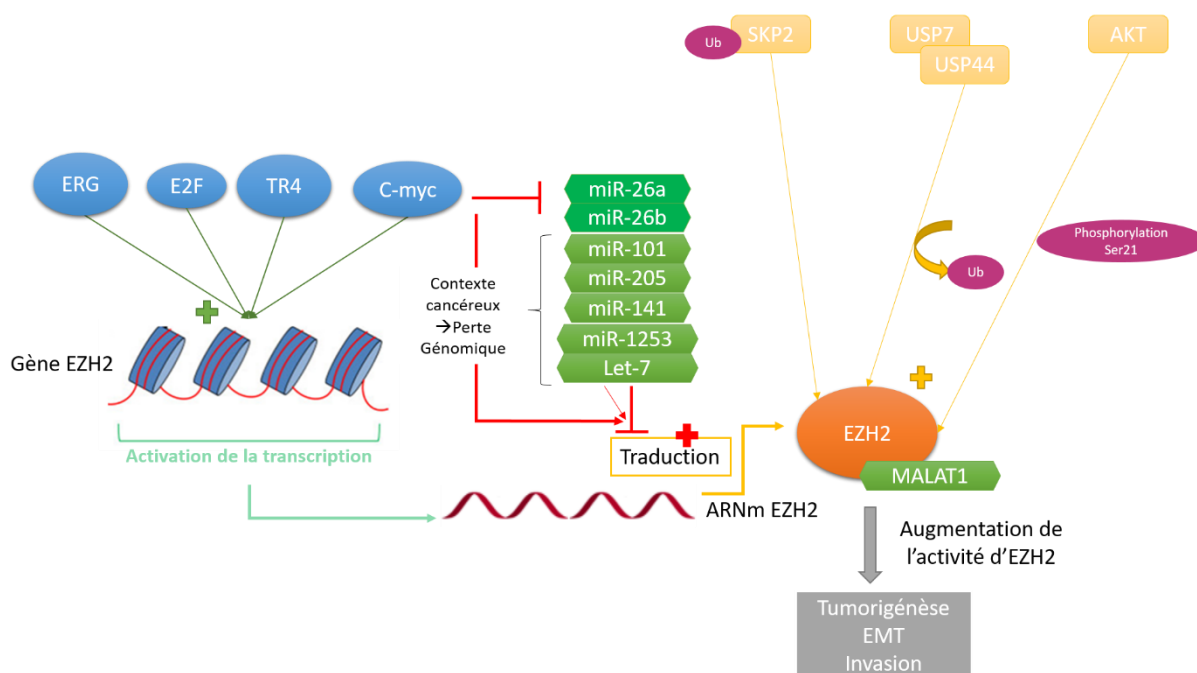 Ub
SKP2
USP7
USP44
AKT
ERG
E2F
TR4
C-myc
miR-26a
miR-26b
miR-101
miR-205
miR-141
miR-1253
Let-7
Contexte
cancéreux
→Perte
Génomique
Phosphorylation
Ser21
Ub
Gène EZH2
Activation de la transcription
Traduction
ARNm EZH2
EZH2
MALAT1
Augmentation de
l'activité d'EZH2
Tumorigénèse
EMT
Invasion